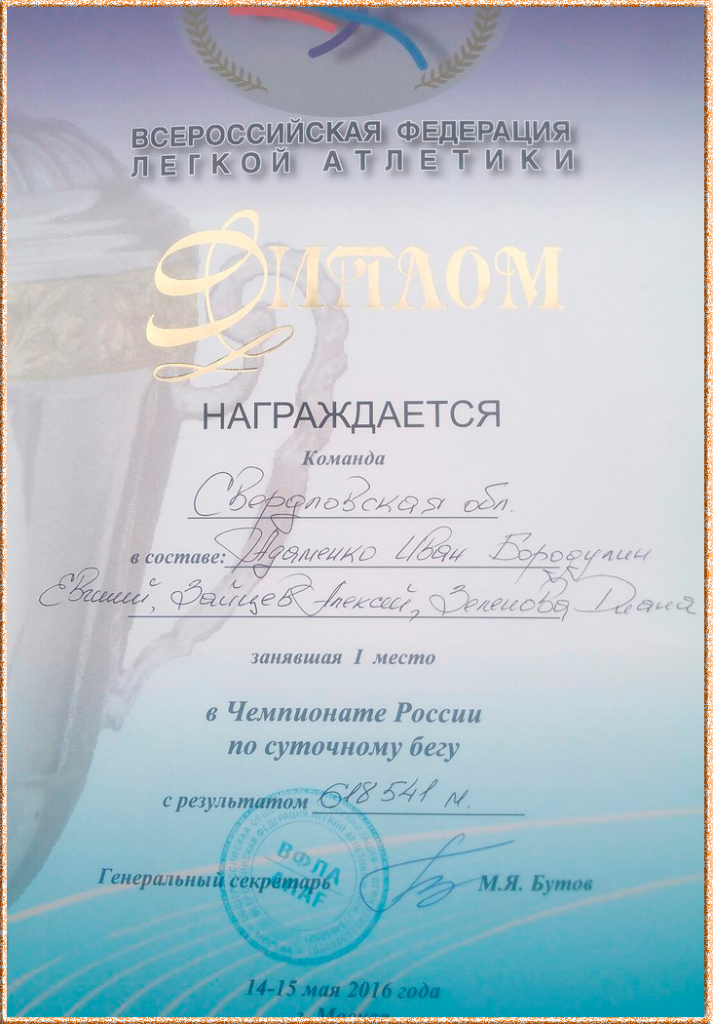 ВСЕРОССИЙСКАЯ ФЕДЕРАЦИЯ
ЛЕГКОЙ АТЛЕТИКИ
ДИПЛОМ
НАГРАЖДАЕТСЯ
Команда
Свердловская обл.
в составе: Адаменко Иван Бородулин
Евгений, Зайцев Алексей, Зеленова Диана
занявшая I место
в Чемпионате России
по суточному бегу
с результатом 618 541 м.
ВФЛА
Генеральный секретарь М.Я. Бутов
14-15 мая 2016 года
г. Москва